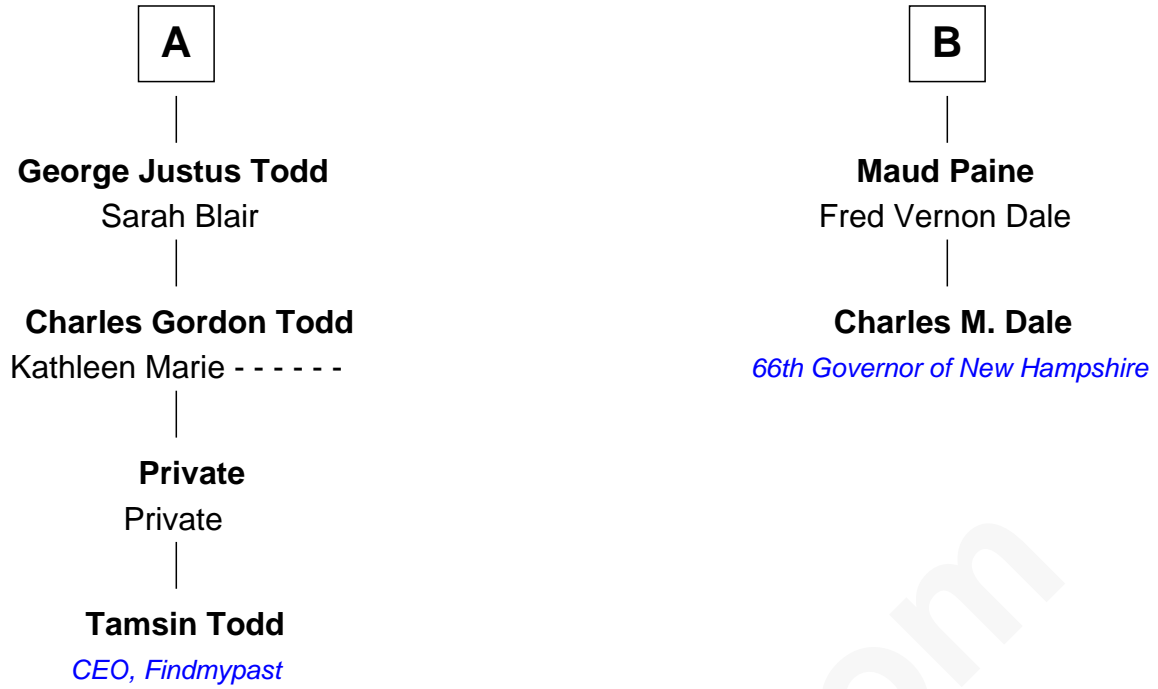 A
George Justus Todd
Sarah Blair
Charles Gordon Todd
Kathleen Marie - - - - - -
Private
Private
Tamsin Todd
CEO, Findmypast
B
Maud Paine
Fred Vernon Dale
Charles M. Dale
66th Governor of New Hampshire
om